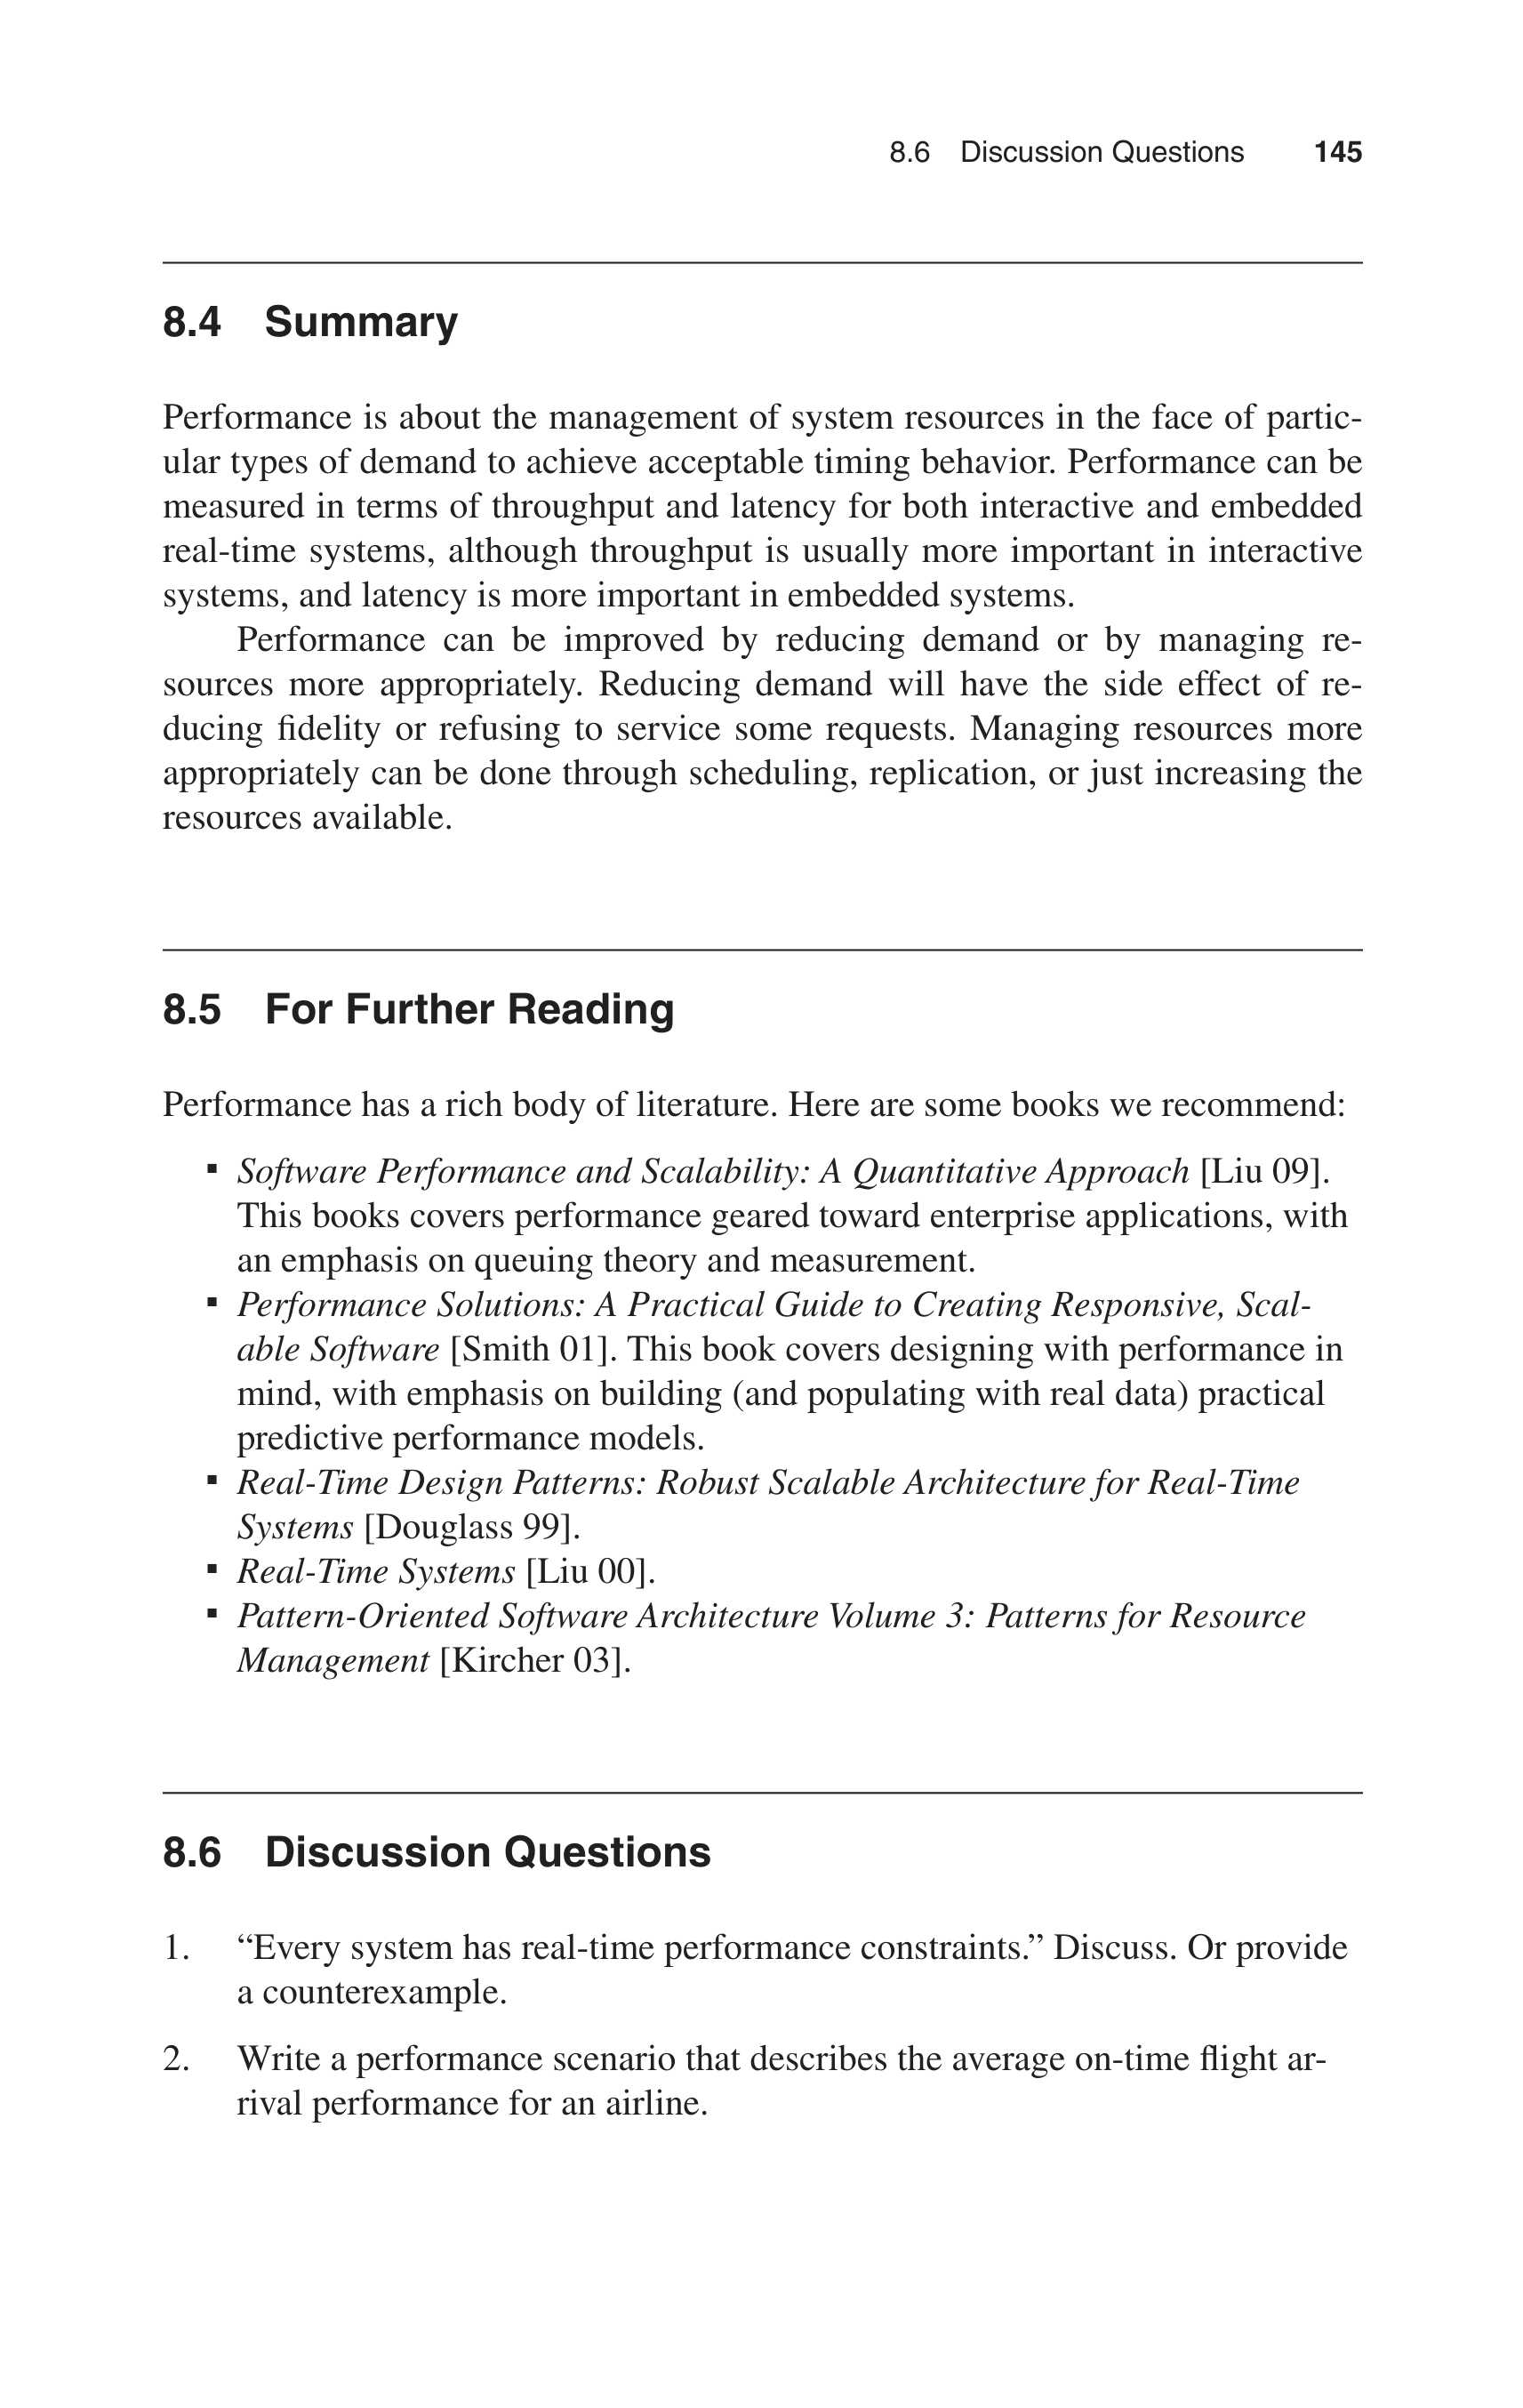 8.6 Discussion Questions 145
8.4 Summary
Performance is about the management of system resources in the face of partic-
ular types of demand to achieve acceptable timing behavior. Performance can be
measured in terms of throughput and latency for both interactive and embedded
real-time systems, although throughput is usually more important in interactive
systems, and latency is more important in embedded systems.
Performance can be improved by reducing demand or by managing re-
sources more appropriately. Reducing demand will have the side effect of re-
ducing fidelity or refusing to service some requests. Managing resources more
appropriately can be done through scheduling, replication, or just increasing the
resources available.
8.5 For Further Reading
Performance has a rich body of literature. Here are some books we recommend:
▪ Software Performance and Scalability: A Quantitative Approach [Liu 09].
This books covers performance geared toward enterprise applications, with
an emphasis on queuing theory and measurement.
▪ Performance Solutions: A Practical Guide to Creating Responsive, Scal-
able Software [Smith 01]. This book covers designing with performance in
mind, with emphasis on building (and populating with real data) practical
predictive performance models.
▪ Real-Time Design Patterns: Robust Scalable Architecture for Real-Time
Systems [Douglass 99].
▪ Real-Time Systems [Liu 00].
▪ Pattern-Oriented Software Architecture Volume 3: Patterns for Resource
Management [Kircher 03].
8.6 Discussion Questions
1. “Every system has real-time performance constraints.” Discuss. Or provide
a counterexample.
2. Write a performance scenario that describes the average on-time flight ar-
rival performance for an airline.